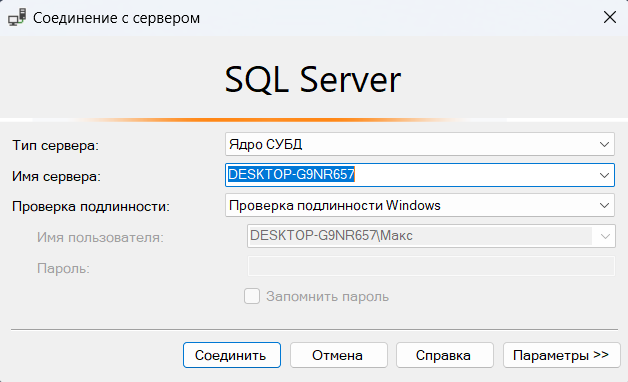 Соединение с сервером
SQL Server
Тип сервера: Ядро СУБД
Имя сервера: DESKTOP-G9NR657
Проверка подлинности: Проверка подлинности Windows
Имя пользователя: DESKTOP-G9NR657\Макс
Пароль:
Запомнить пароль
Соединить Отмена Справка Параметры >>